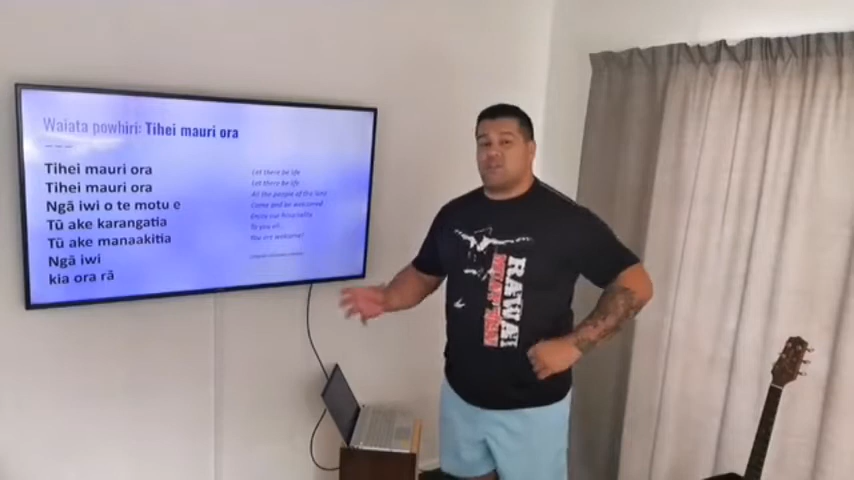 Waiata powhiri: Tihei mauri ora
Tihei mauri ora
Tihei mauri ora
Ngā iwi o te motu e
Tū ake karangatia
Tū ake manaakitia
Ngā iwi
kia ora rā
Let there be life
Let there be life
All the people of the land
Come and be welcomed
Enjoy our hospitality
To you all
You are welcome
RAWAI
MUAY THAI